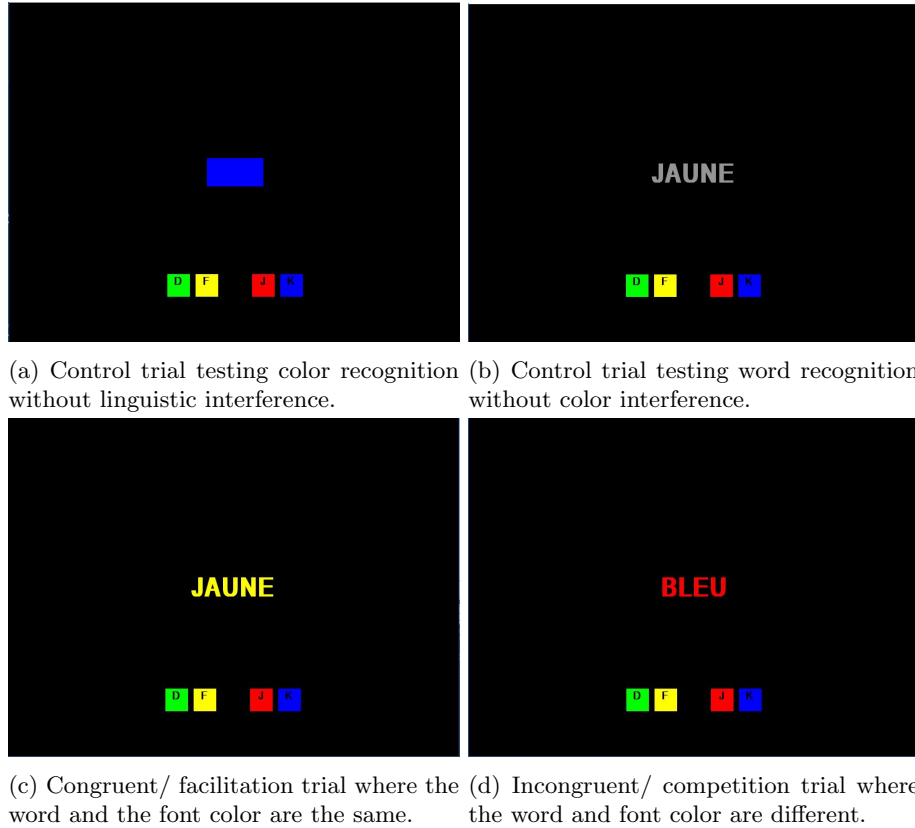 D F J K
JAUNE
D F J K
(a) Control trial testing color recognition
without linguistic interference.
(b) Control trial testing word recognition
without color interference.
JAUNE
D F J K
BLEU
D F J K
(c) Congruent/ facilitation trial where the
word and the font color are the same.
(d) Incongruent/ competition trial where
the word and font color are different.